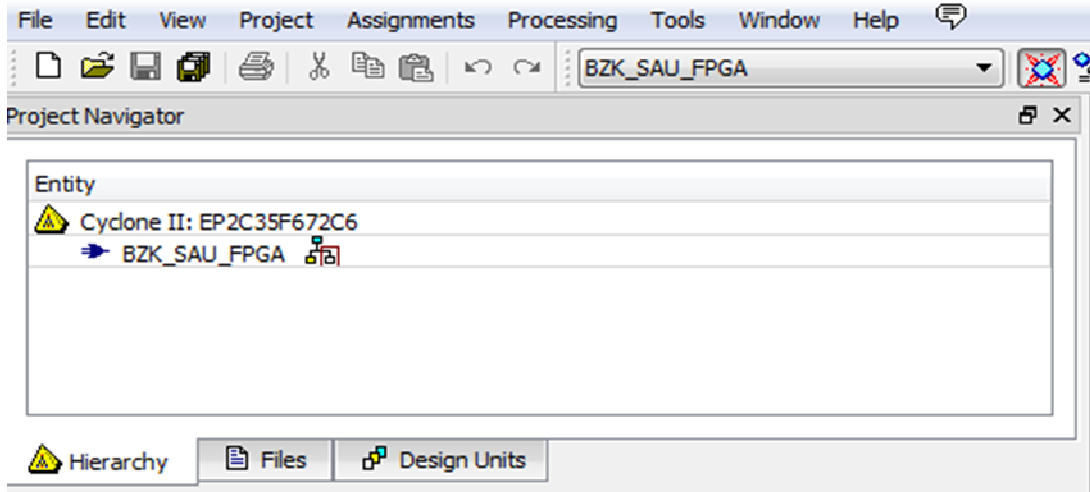 File Edit View Project Assignments Processing Tools Window Help
BZK_SAU_FPGA
Project Navigator
Entity
Cyclone II: EP2C35F672C6
BZK_SAU_FPGA
Hierarchy Files Design Units